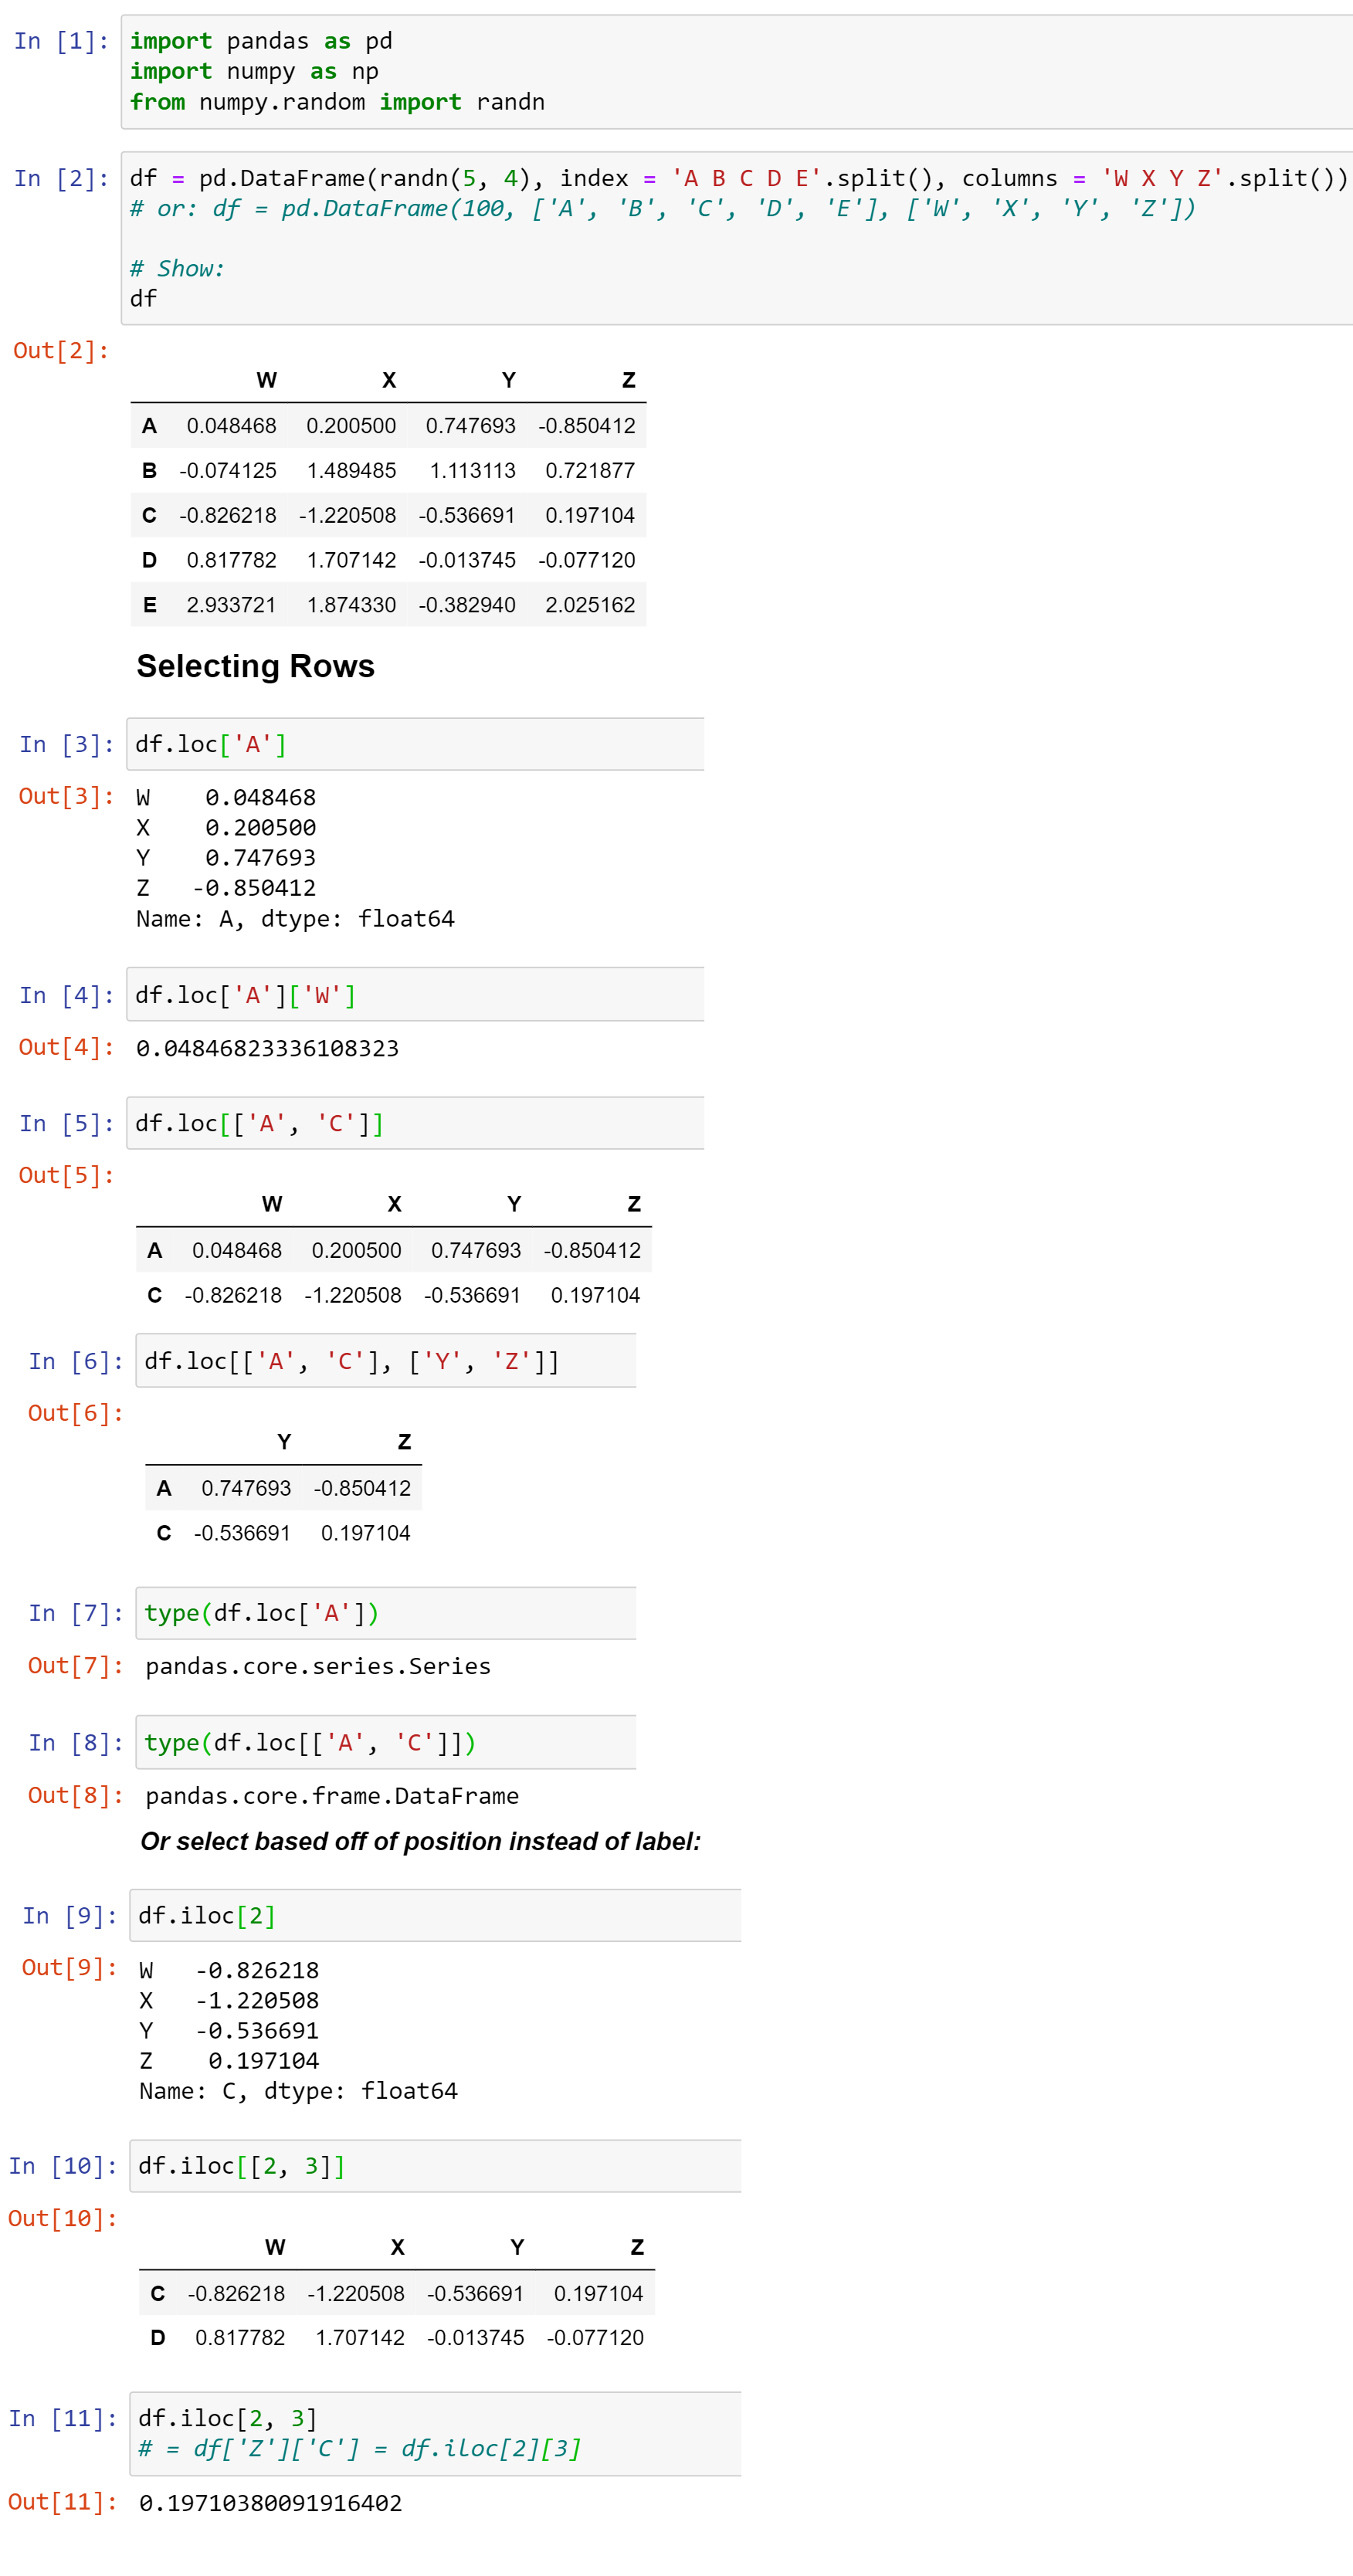 In [1]: import pandas as pd
import numpy as np
from numpy.random import randn
In [2]: df = pd.DataFrame(randn(5, 4), index = 'A B C D E'.split(), columns = 'W X Y Z'.split())
# or: df = pd.DataFrame(100, ['A', 'B', 'C', 'D', 'E'], ['W', 'X', 'Y', 'Z'])
# Show:
df
Out[2]:
W X Y Z
A 0.048468 0.200500 0.747693 -0.850412
B -0.074125 1.489485 1.113113 0.721877
C -0.826218 -1.220508 -0.536691 0.197104
D 0.817782 1.707142 -0.013745 -0.077120
E 2.933721 1.874330 -0.382940 2.025162
Selecting Rows
In [3]: df.loc['A']
Out[3]: W 0.048468
X 0.200500
Y 0.747693
Z -0.850412
Name: A, dtype: float64
In [4]: df.loc['A']['W']
Out[4]: 0.04846823336108323
In [5]: df.loc[['A', 'C']]
Out[5]:
W X Y Z
A 0.048468 0.200500 0.747693 -0.850412
C -0.826218 -1.220508 -0.536691 0.197104
In [6]: df.loc[['A', 'C'], ['Y', 'Z']]
Out[6]:
Y Z
A 0.747693 -0.850412
C -0.536691 0.197104
In [7]: type(df.loc['A'])
Out[7]: pandas.core.series.Series
In [8]: type(df.loc[['A', 'C']])
Out[8]: pandas.core.frame.DataFrame
Or select based off of position instead of label:
In [9]: df.iloc[2]
Out[9]: W -0.826218
X -1.220508
Y -0.536691
Z 0.197104
Name: C, dtype: float64
In [10]: df.iloc[[2, 3]]
Out[10]:
W X Y Z
C -0.826218 -1.220508 -0.536691 0.197104
D 0.817782 1.707142 -0.013745 -0.077120
In [11]: df.iloc[2, 3]
# = df['Z']['C'] = df.iloc[2][3]
Out[11]: 0.19710380091916402